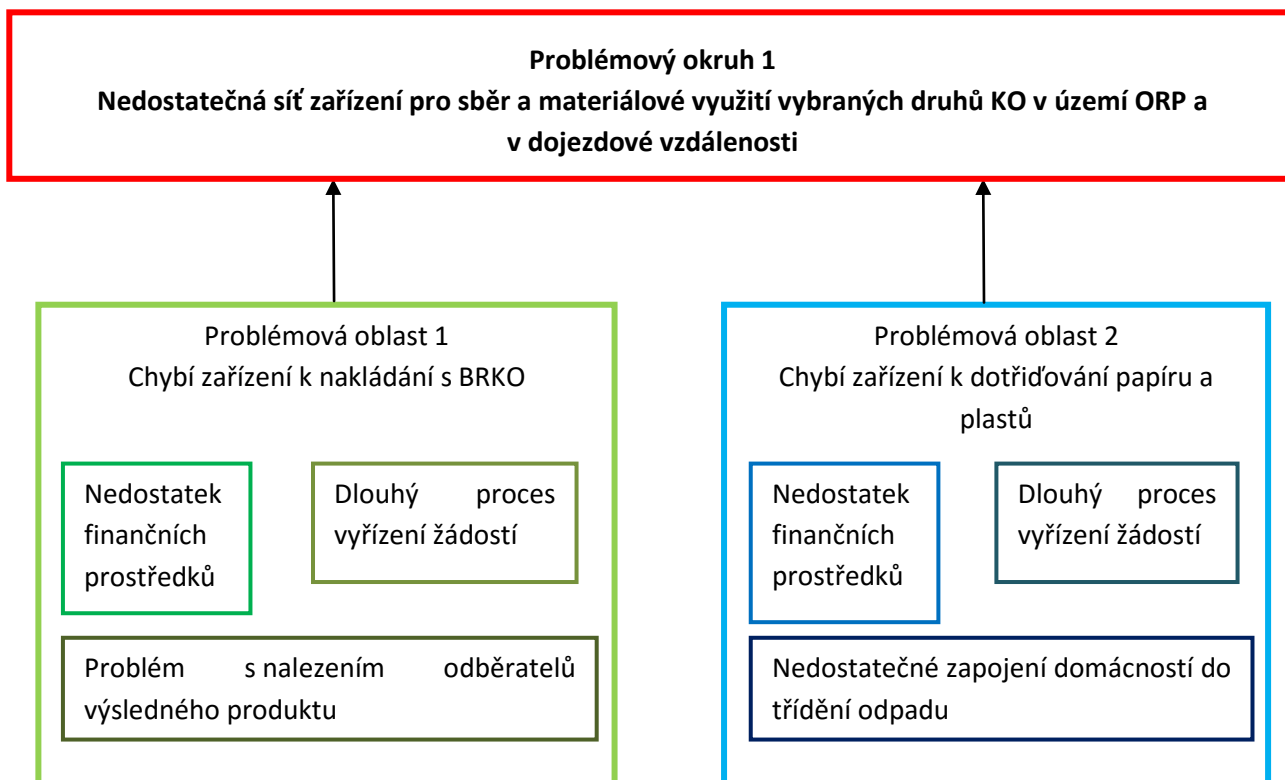 Problémový okruh 1
Nedostatečná síť zařízení pro sběr a materiálové využití vybraných druhů KO v území ORP a
v dojezdové vzdálenosti
Problémová oblast 1
Chybí zařízení k nakládání s BRKO
Nedostatek
finančních
prostředků
Dlouhý proces
vyřízení žádostí
Problém s nalezením odběratelů
výsledného produktu
Problémová oblast 2
Chybí zařízení k dotřiďování papíru a
plastů
Nedostatek
finančních
prostředků
Dlouhý proces
vyřízení žádostí
Nedostatečné zapojení domácností do
třídění odpadu